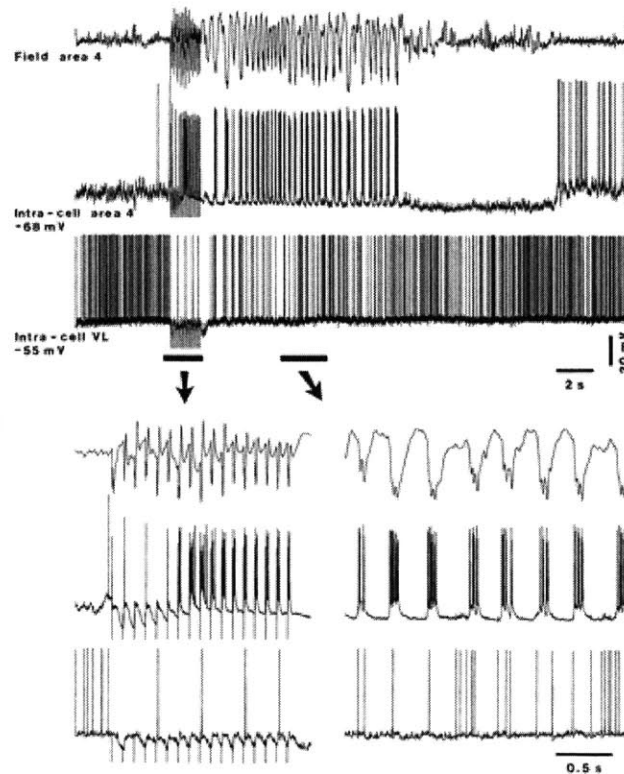 Field area 4
Intra-cell area 4
-68 mV
Intra-cell VL
-55 mV
2 s
0.5 s